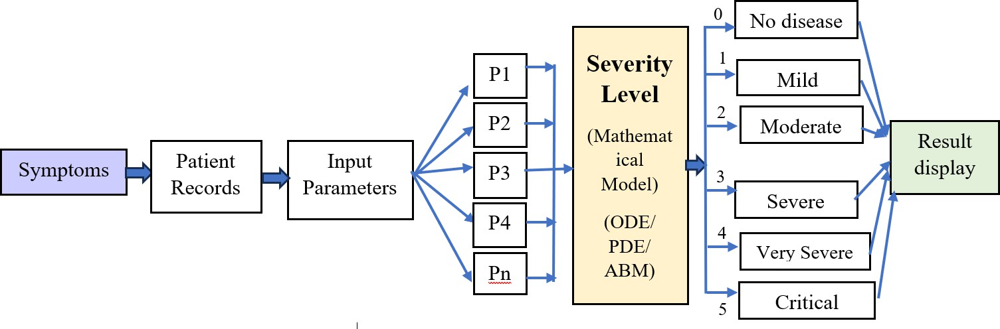 Symptoms
Patient
Records
Input
Parameters
P1
P2
P3
P4
Pn
Severity
Level
(Mathemat
ical
Model)
(ODE/
PDE/
ABM)
0
No disease
1
Mild
2
Moderate
3
Severe
4
Very Severe
5
Critical
Result
display